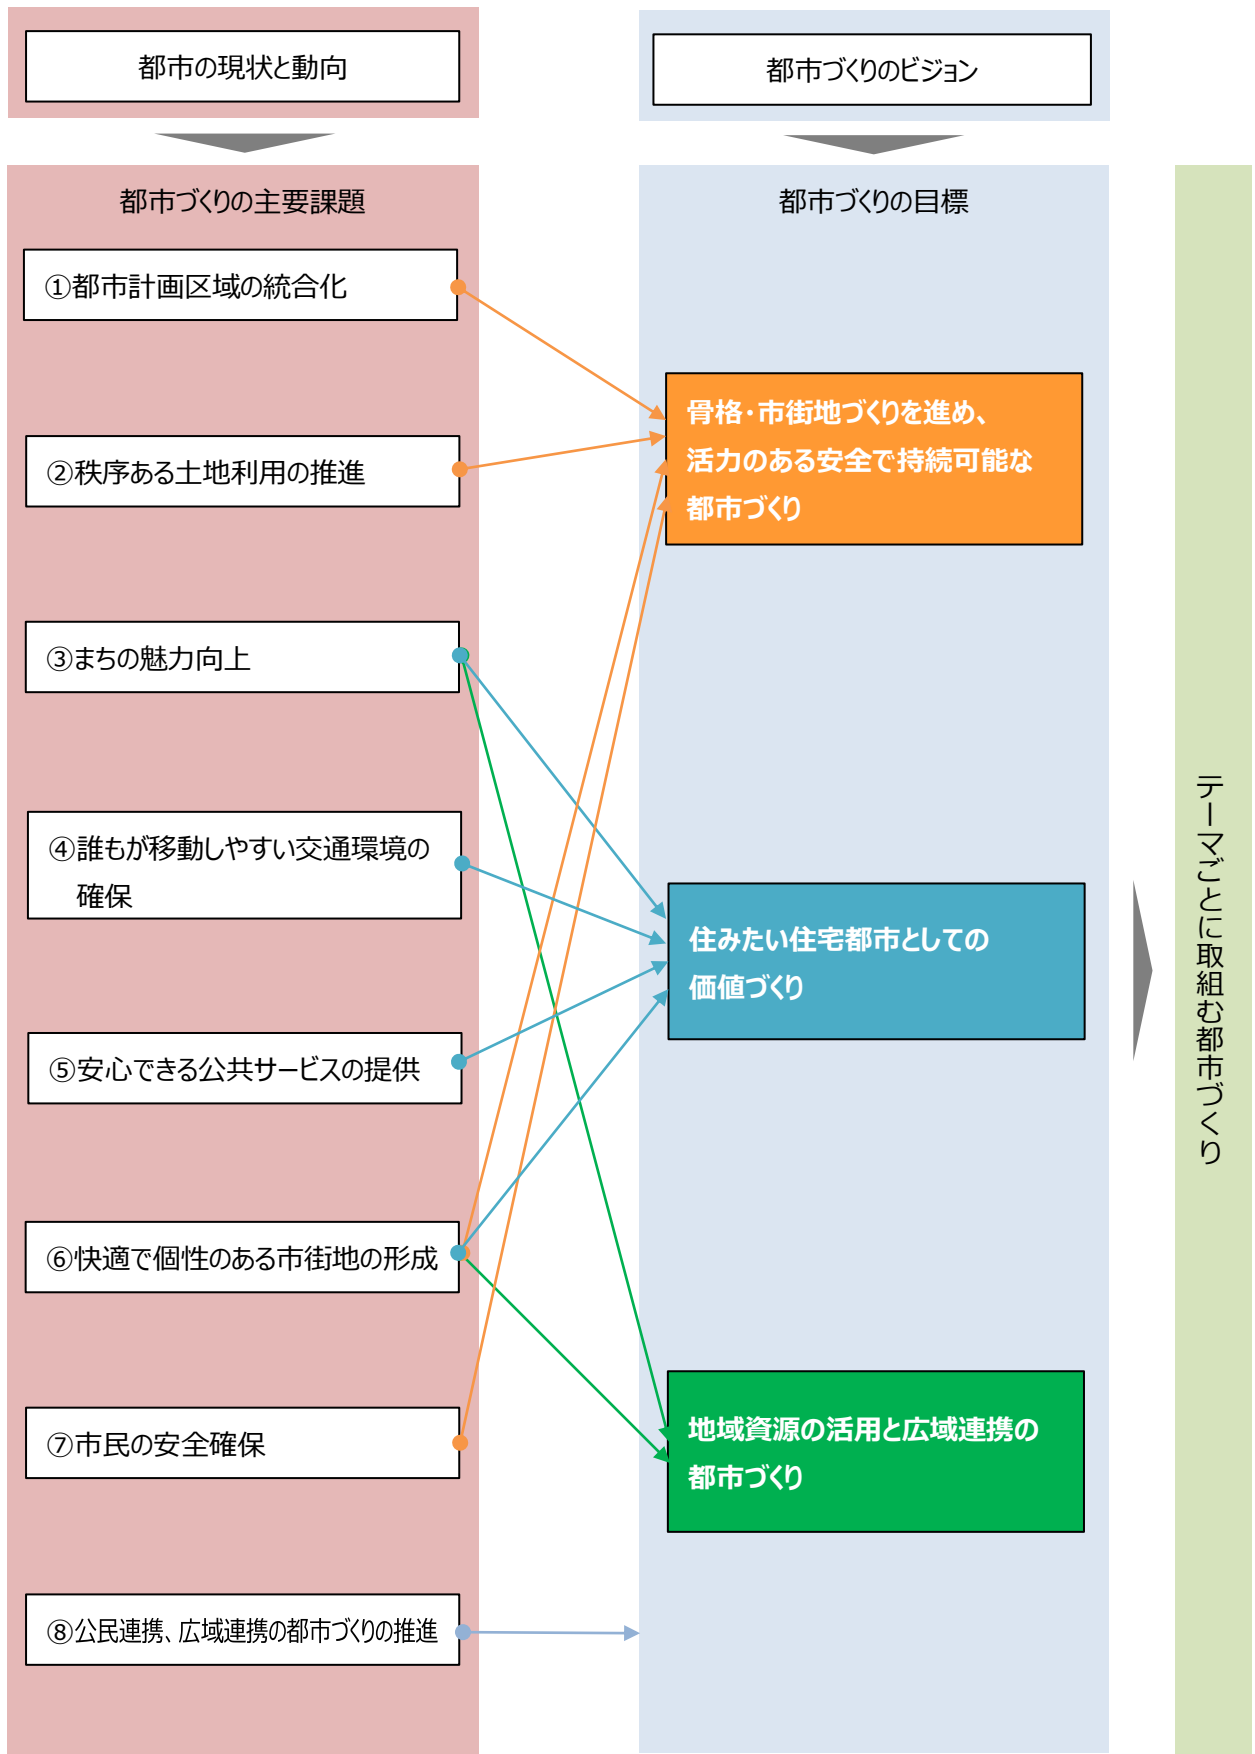 都市の現状と動向
都市づくりのビジョン
都市づくりの主要課題
①都市計画区域の統合化
②秩序ある土地利用の推進
③まちの魅力向上
④誰もが移動しやすい交通環境の
確保
⑤安心できる公共サービスの提供
⑥快適で個性のある市街地の形成
⑦市民の安全確保
⑧公民連携、広域連携の都市づくりの推進
都市づくりの目標
骨格・市街地づくりを進め、
活力のある安全で持続可能な
都市づくり
住みたい住宅都市としての
価値づくり
地域資源の活用と広域連携の
都市づくり
テーマごとに取組む都市づくり